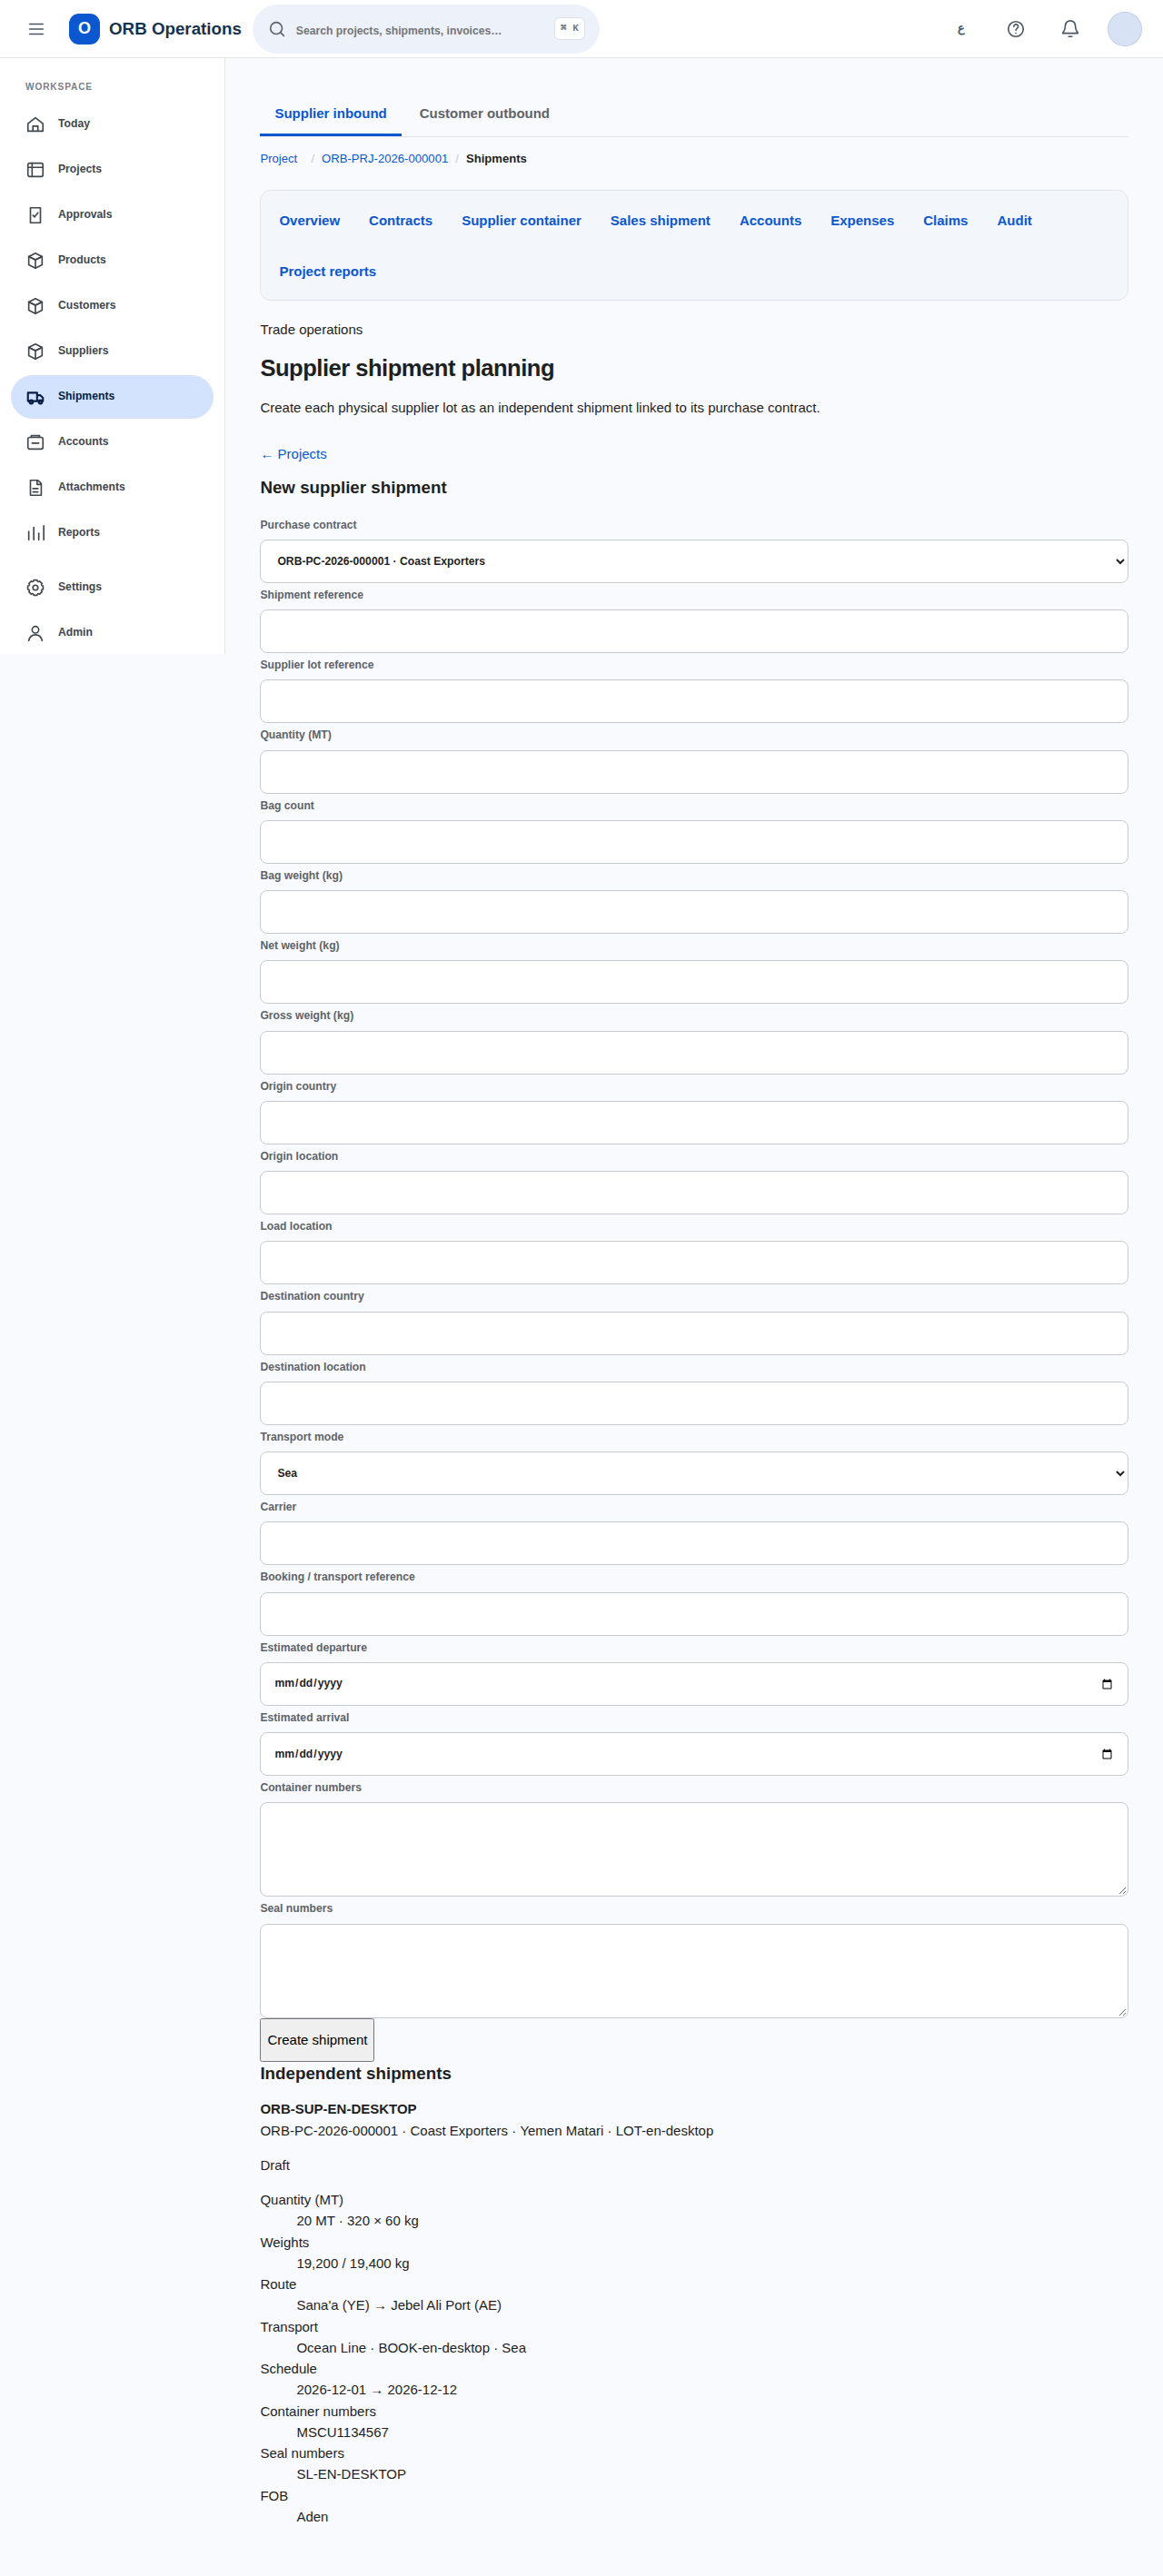 O ORB Operations
Search projects, shipments, invoices…
⌘ K
ع
WORKSPACE
Today
Projects
Approvals
Products
Customers
Suppliers
Shipments
Accounts
Attachments
Reports
Settings
Admin
Supplier inbound Customer outbound
Project / ORB-PRJ-2026-000001 / Shipments
Overview Contracts Supplier container Sales shipment Accounts Expenses Claims Audit
Project reports
Trade operations
Supplier shipment planning
Create each physical supplier lot as an independent shipment linked to its purchase contract.
← Projects
New supplier shipment
Purchase contract
ORB-PC-2026-000001 · Coast Exporters
Shipment reference
Supplier lot reference
Quantity (MT)
Bag count
Bag weight (kg)
Net weight (kg)
Gross weight (kg)
Origin country
Origin location
Load location
Destination country
Destination location
Transport mode
Sea
Carrier
Booking / transport reference
Estimated departure
mm/dd/yyyy
Estimated arrival
mm/dd/yyyy
Container numbers
Seal numbers
Create shipment
Independent shipments
ORB-SUP-EN-DESKTOP
ORB-PC-2026-000001 · Coast Exporters · Yemen Matari · LOT-en-desktop
Draft
Quantity (MT)
20 MT · 320 × 60 kg
Weights
19,200 / 19,400 kg
Route
Sana'a (YE) → Jebel Ali Port (AE)
Transport
Ocean Line · BOOK-en-desktop · Sea
Schedule
2026-12-01 → 2026-12-12
Container numbers
MSCU1134567
Seal numbers
SL-EN-DESKTOP
FOB
Aden